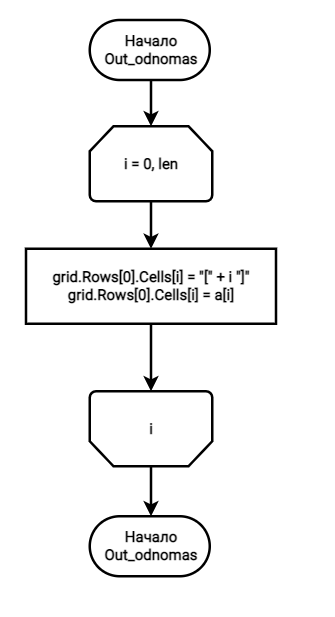 Начало
Out_odnomas
i = 0, len
grid.Rows[0].Cells[i] = "[" + i "]"
grid.Rows[0].Cells[i] = a[i]
i
Начало
Out_odnomas